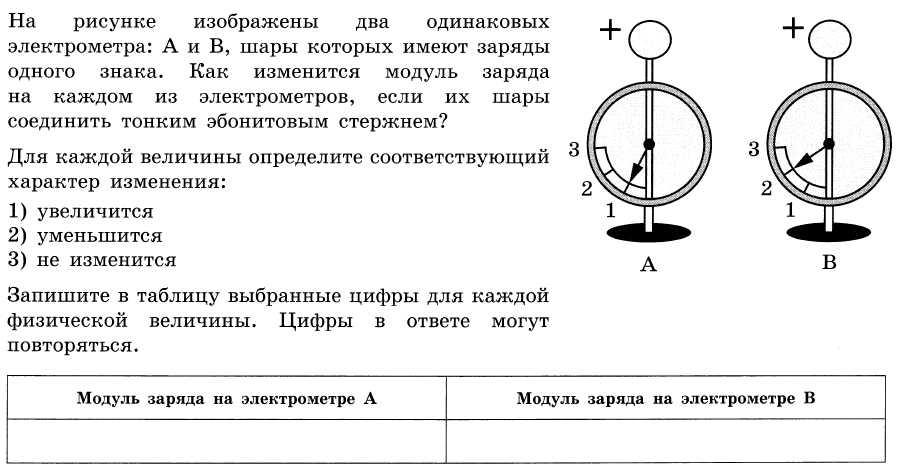 На рисунке изображены два одинаковых
электрометра: А и В, шары которых имеют заряды
одного знака. Как изменится модуль заряда
на каждом из электрометров, если их шары
соединить тонким эбонитовым стержнем?
Для каждой величины определите соответствующий
характер изменения:
1) увеличится
2) уменьшится
3) не изменится
Запишите в таблицу выбранные цифры для каждой
физической величины. Цифры в ответе могут
повторяться.
+
3
2
1
А
+
3
2
1
В
Модуль заряда на электрометре А
Модуль заряда на электрометре В